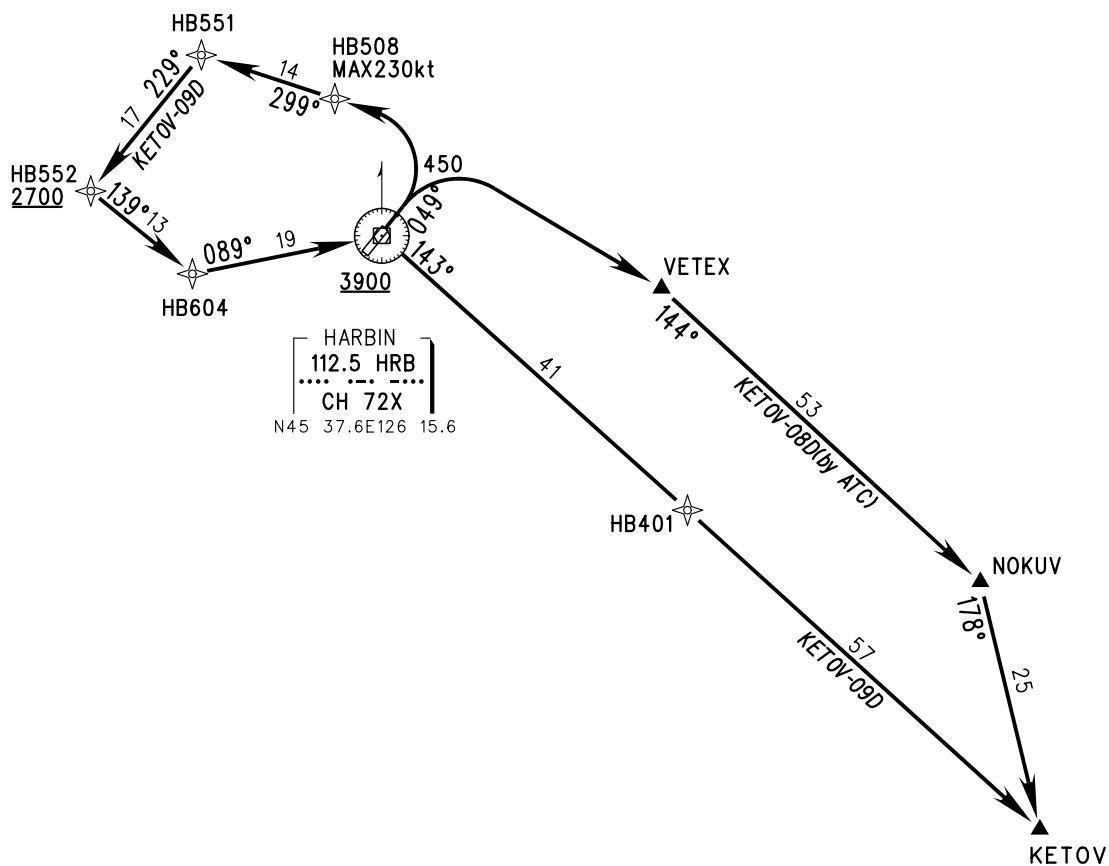 HB551
HB508
MAX230kt
14
299°
229°
17
KETOV-09D
HB552
2700
139°
13
089°
19
HB604
450
049°
143°
3900
HARBIN
112.5 HRB
CH 72X
N45 37.6E126 15.6
VETEX
144°
53
KETOV-08D(by ATC)
41
HB401
NOKUV
178°
25
57
KETOV-09D
KETOV